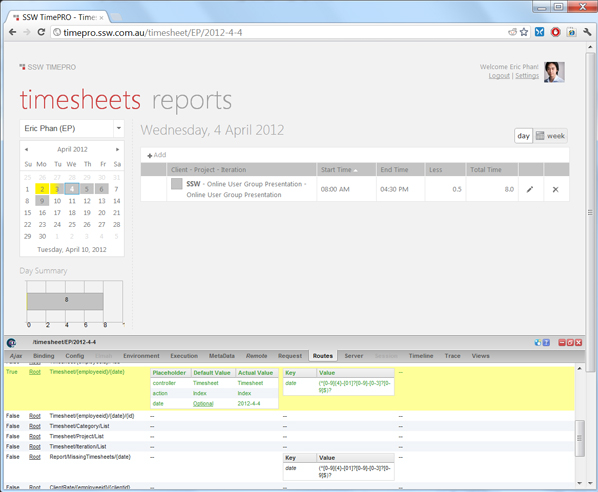 SSW TimePRO - Timesh
timepro.ssw.com.au/timesheet/EP/2012-4-4
SSW TIMEPRO
Welcome Eric Phan!
Logout | Settings
timesheets reports
Eric Phan (EP)
Wednesday, 4 April 2012
day week
April 2012
Su Mo Tu We Th Fr Sa
25 26 27 28 29 30 31
1 2 3 4 5 6 7
8 9 10 11 12 13 14
15 16 17 18 19 20 21
22 23 24 25 26 27 28
29 30 1 2 3 4 5
Tuesday, April 10, 2012
Add
Client - Project - Iteration Start Time End Time Less Total Time
SSW - Online User Group Presentation - Online User Group Presentation 08:00 AM 04:30 PM 0.5 8.0
Day Summary
8
0 2 4 6 8 10 12
/timesheet/EP/2012-4-4
Ajax Binding Config Environment Execution MetaData Remote Request Routes Server Timeline Trace Views
True Root Timesheet/{employeeid}/{date}
Placeholder Default Value Actual Value
controller Timesheet Timesheet
action Index Index
date Optional 2012-4-4
Key Value
date (^[0-9]{4}-[01]?[0-9]-[0-3]?[0-9]$)?
--
False Root Timesheet/{employeeid}/{date}/{id} -- -- --
False Root Timesheet/Category/List -- -- --
False Root Timesheet/Project/List -- -- --
False Root Timesheet/Iteration/List -- -- --
False Root Report/MissingTimesheets/{date} --
Key Value
date (^[0-9]{4}-[01]?[0-9]-[0-3]?[0-9]$)?
--
False Root ClientRate/{employeeid}/{clientid} -- -- --